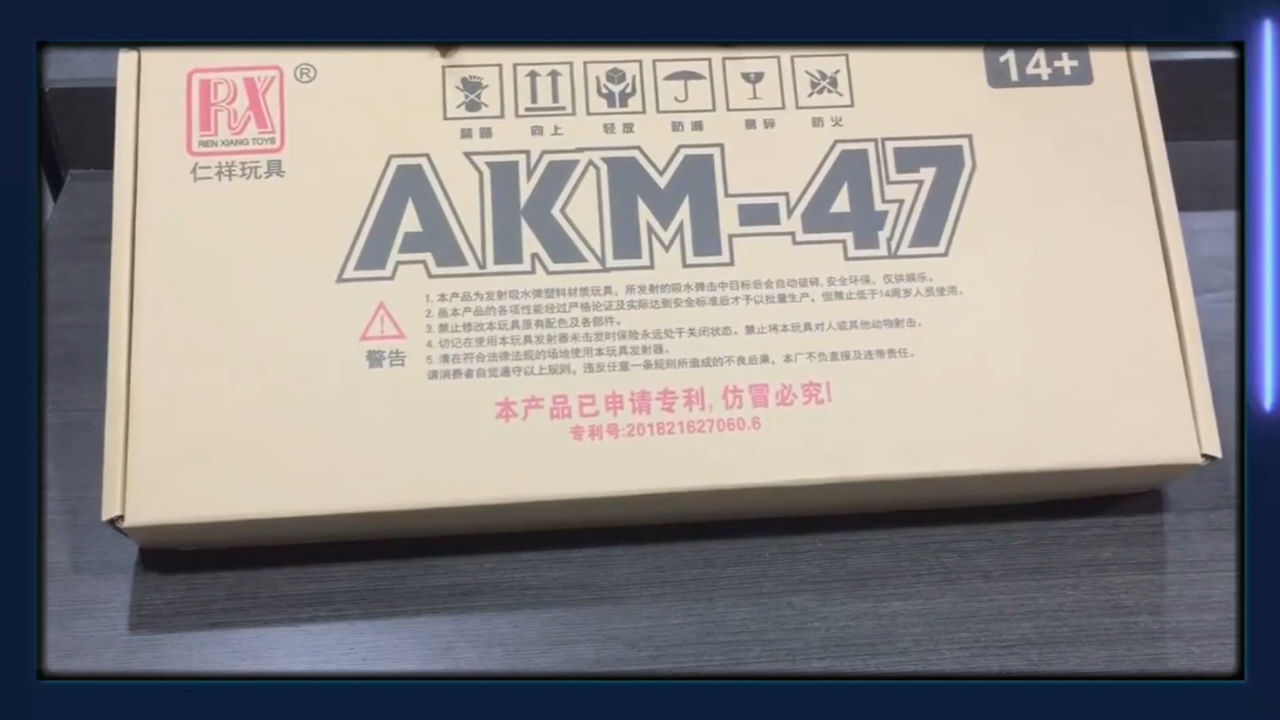 RX
®
REN XIANG TOYS
仁祥玩具
禁踏 向上 轻放 防潮 易碎 防火
14+
AKM-47
警告
1. 本产品为发射吸水弹塑料材质玩具，所发射的吸水弹击中目标后会自动破碎，安全环保，仅供娱乐。
2. 虽本产品的各项性能经过严格论证及实际达到安全标准后才予以批量生产，但禁止低于14周岁人员使用。
3. 禁止修改本玩具原有配色及各部件。
4. 切记在使用本玩具发射器未击发时保险永远处于关闭状态。禁止将本玩具对人或其他动物射击。
5. 请在符合法律法规的场地使用本玩具发射器。
请消费者自觉遵守以上规则，违反任意一条规则所造成的不良后果，本厂不负直接及连带责任。
本产品已申请专利，仿冒必究！
专利号:201821627060.6